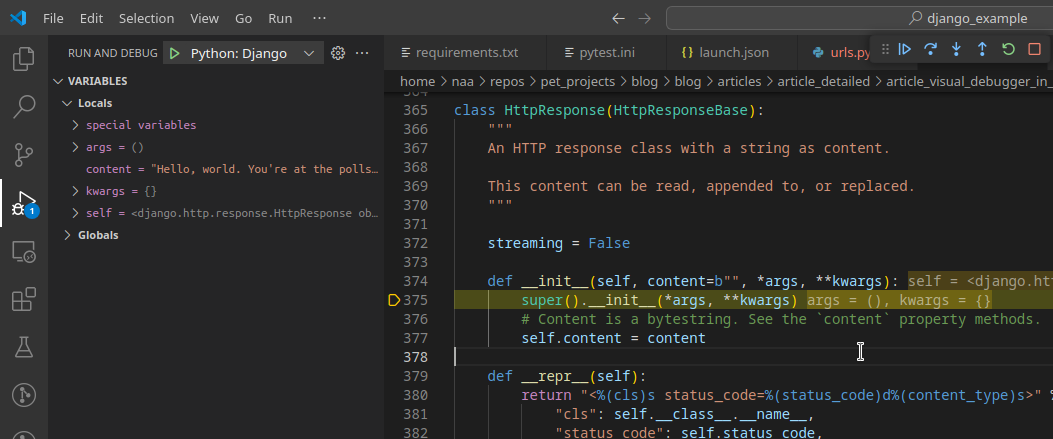 File Edit Selection View Go Run ··· ← → django_example
RUN AND DEBUG Python: Django ··· requirements.txt pytest.ini {} launch.json urls.py
VARIABLES home > naa > repos > pet_projects > blog > blog > articles > article_detailed > article_visual_debugger_in_
Locals
special variables
args = ()
content = "Hello, world. You're at the polls…
kwargs = {}
self = <django.http.response.HttpResponse ob…
Globals
1
364
365 class HttpResponse(HttpResponseBase):
366     """
367     An HTTP response class with a string as content.
368
369     This content can be read, appended to, or replaced.
370     """
371
372     streaming = False
373
374     def __init__(self, content=b"", *args, **kwargs): self = <django.ht
375         super().__init__(*args, **kwargs) args = (), kwargs = {}
376         # Content is a bytestring. See the `content` property methods.
377         self.content = content
378
379     def __repr__(self):
380         return "<%(cls)s status_code=%(status_code)d%(content_type)s>" %
381             "cls": self.__class__.__name__,
382             "status_code": self.status_code,